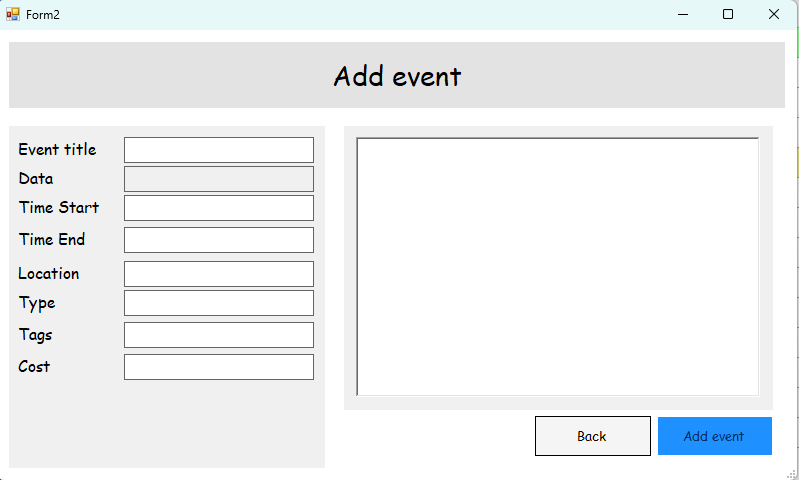 Form2
Add event
Event title
Data
Time Start
Time End
Location
Type
Tags
Cost
Back
Add event